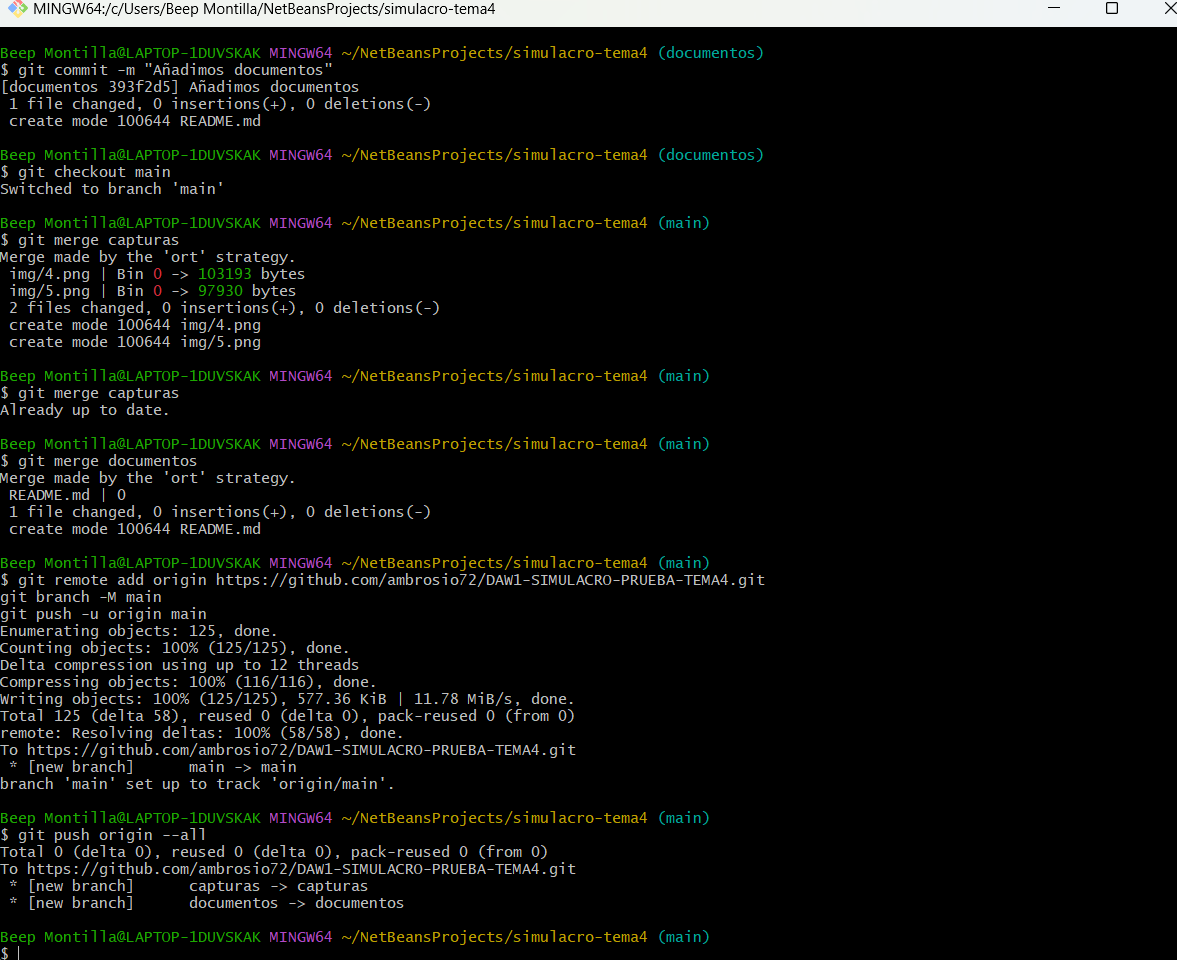 MINGW64:/c/Users/Beep Montilla/NetBeansProjects/simulacro-tema4
Beep Montilla@LAPTOP-1DUVSKAK MINGW64 ~/NetBeansProjects/simulacro-tema4 (documentos)
$ git commit -m "Añadimos documentos"
[documentos 393f2d5] Añadimos documentos
 1 file changed, 0 insertions(+), 0 deletions(-)
 create mode 100644 README.md
Beep Montilla@LAPTOP-1DUVSKAK MINGW64 ~/NetBeansProjects/simulacro-tema4 (documentos)
$ git checkout main
Switched to branch 'main'
Beep Montilla@LAPTOP-1DUVSKAK MINGW64 ~/NetBeansProjects/simulacro-tema4 (main)
$ git merge capturas
Merge made by the 'ort' strategy.
 img/4.png | Bin 0 -> 103193 bytes
 img/5.png | Bin 0 -> 97930 bytes
 2 files changed, 0 insertions(+), 0 deletions(-)
 create mode 100644 img/4.png
 create mode 100644 img/5.png
Beep Montilla@LAPTOP-1DUVSKAK MINGW64 ~/NetBeansProjects/simulacro-tema4 (main)
$ git merge capturas
Already up to date.
Beep Montilla@LAPTOP-1DUVSKAK MINGW64 ~/NetBeansProjects/simulacro-tema4 (main)
$ git merge documentos
Merge made by the 'ort' strategy.
 README.md | 0
 1 file changed, 0 insertions(+), 0 deletions(-)
 create mode 100644 README.md
Beep Montilla@LAPTOP-1DUVSKAK MINGW64 ~/NetBeansProjects/simulacro-tema4 (main)
$ git remote add origin https://github.com/ambrosio72/DAW1-SIMULACRO-PRUEBA-TEMA4.git
git branch -M main
git push -u origin main
Enumerating objects: 125, done.
Counting objects: 100% (125/125), done.
Delta compression using up to 12 threads
Compressing objects: 100% (116/116), done.
Writing objects: 100% (125/125), 577.36 KiB | 11.78 MiB/s, done.
Total 125 (delta 58), reused 0 (delta 0), pack-reused 0 (from 0)
remote: Resolving deltas: 100% (58/58), done.
To https://github.com/ambrosio72/DAW1-SIMULACRO-PRUEBA-TEMA4.git
 * [new branch]      main -> main
branch 'main' set up to track 'origin/main'.
Beep Montilla@LAPTOP-1DUVSKAK MINGW64 ~/NetBeansProjects/simulacro-tema4 (main)
$ git push origin --all
Total 0 (delta 0), reused 0 (delta 0), pack-reused 0 (from 0)
To https://github.com/ambrosio72/DAW1-SIMULACRO-PRUEBA-TEMA4.git
 * [new branch]      capturas -> capturas
 * [new branch]      documentos -> documentos
Beep Montilla@LAPTOP-1DUVSKAK MINGW64 ~/NetBeansProjects/simulacro-tema4 (main)
$